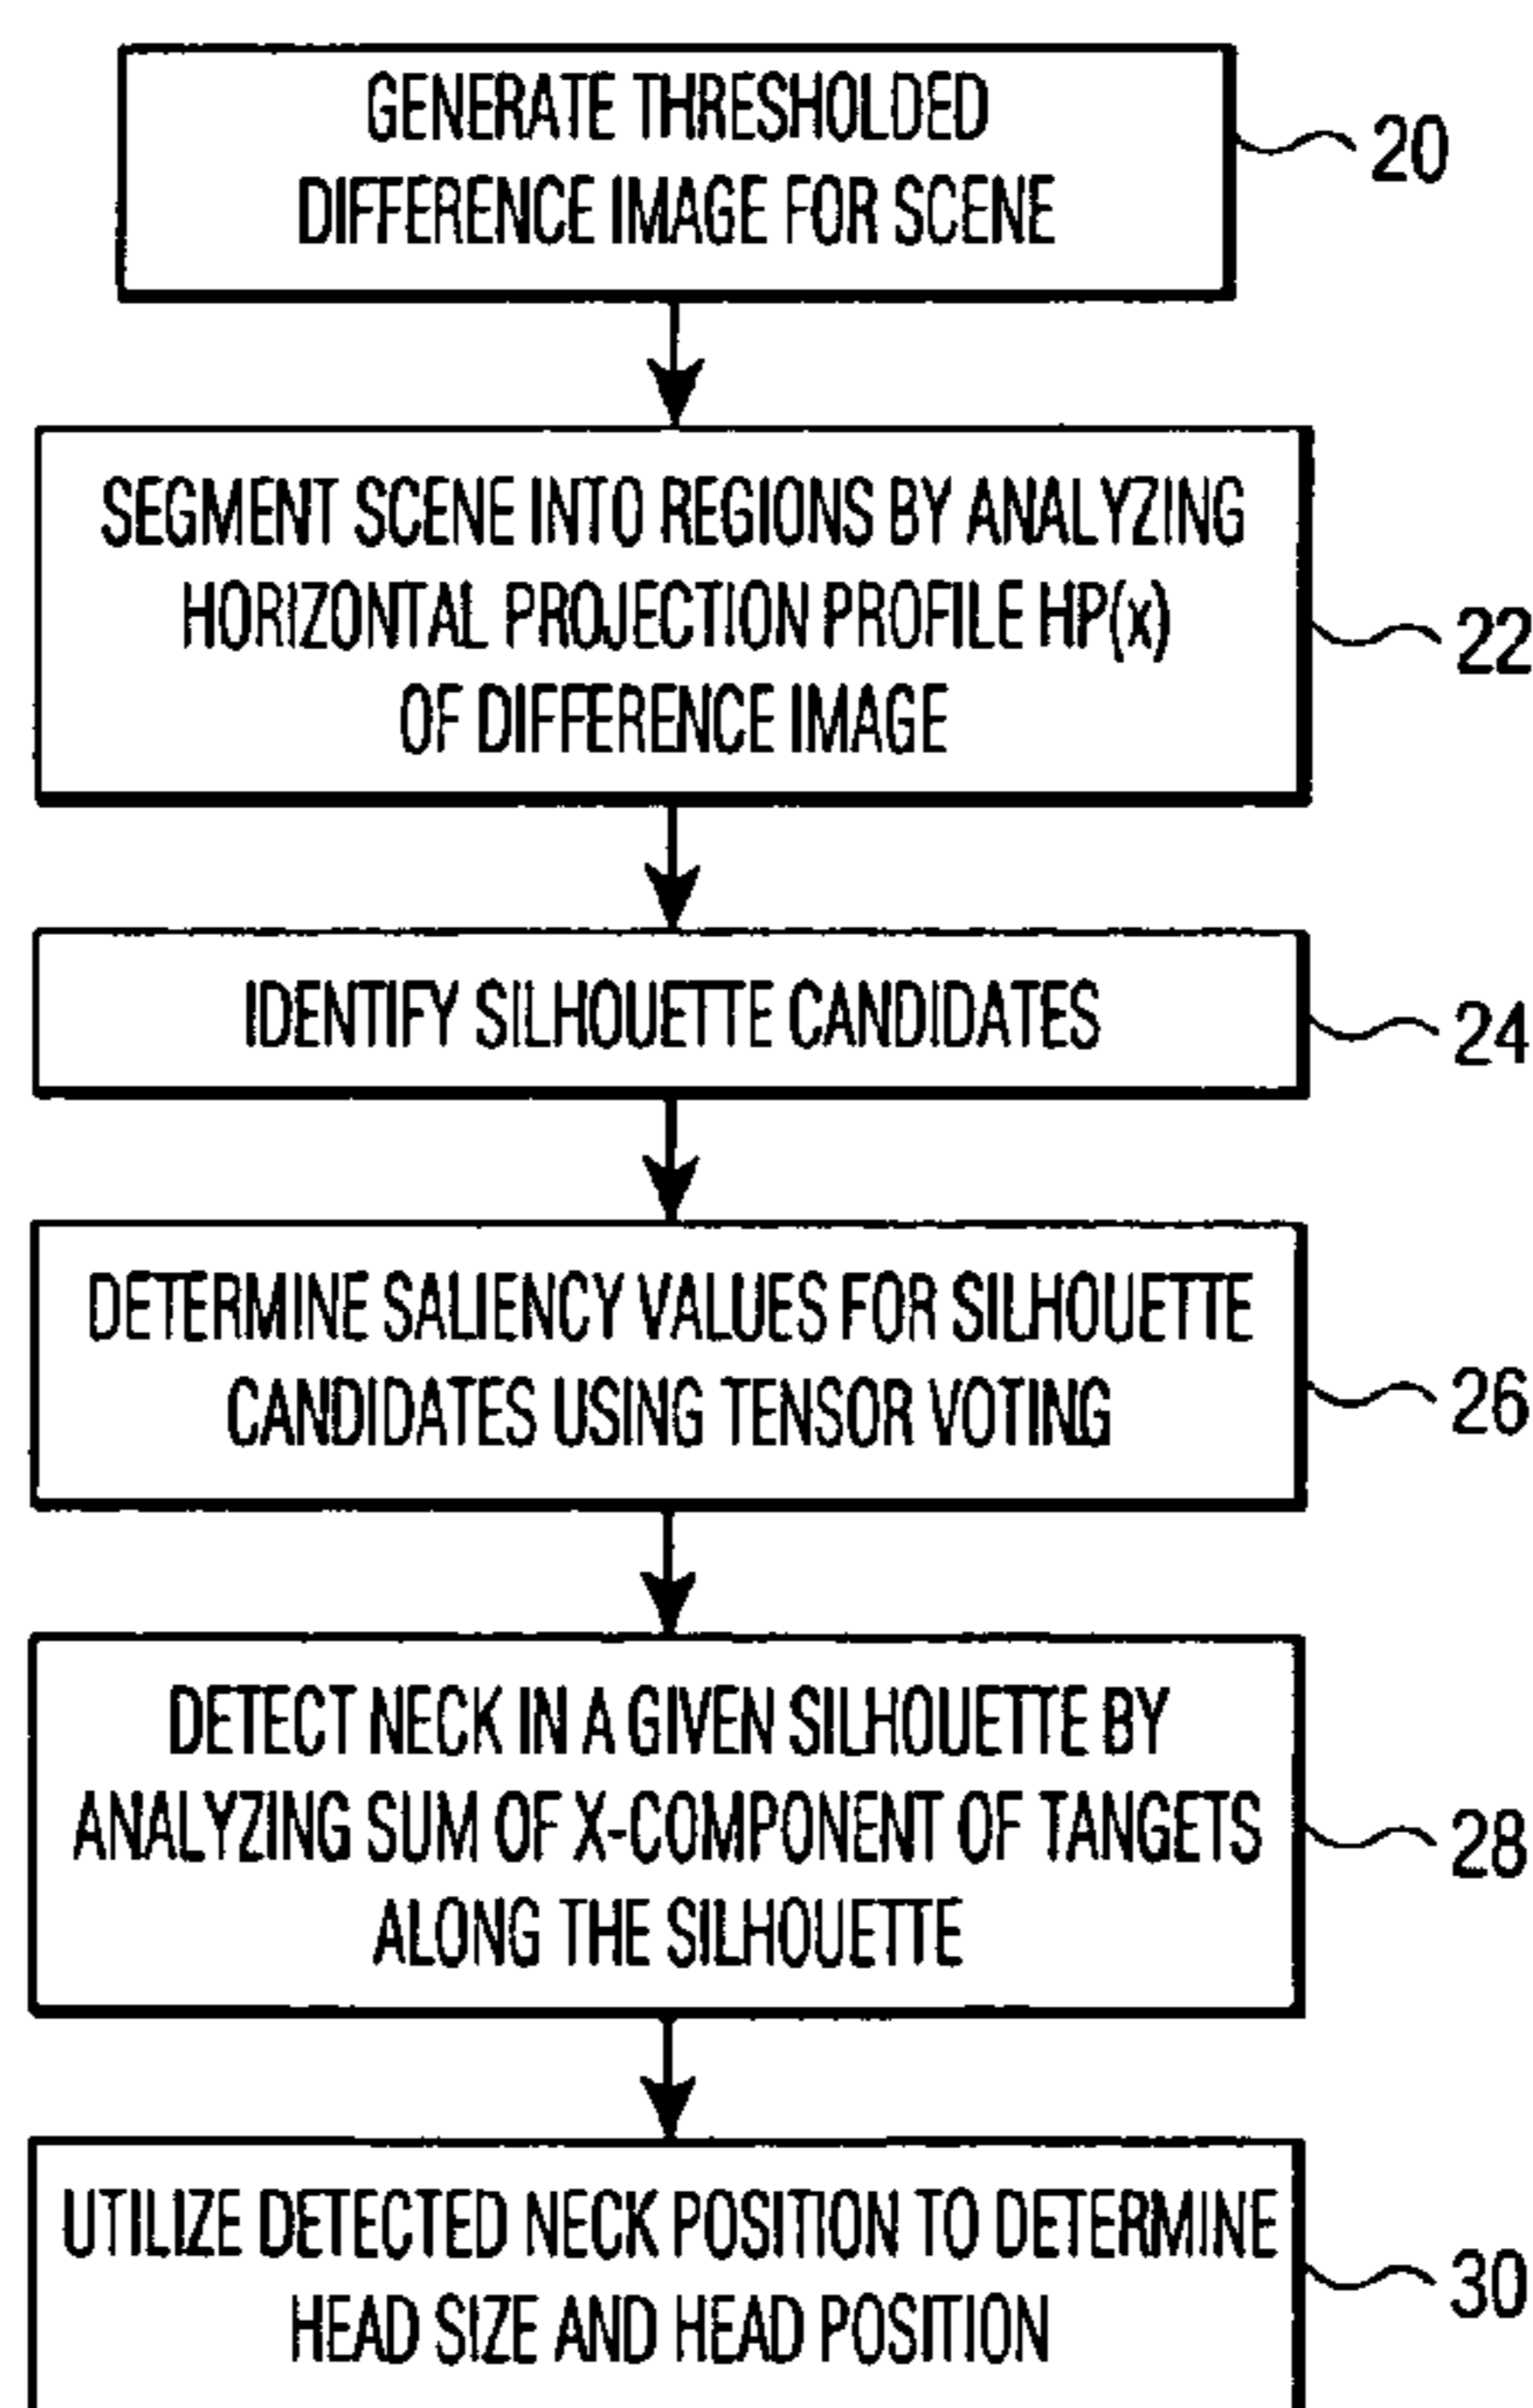 GENERATE THRESHOLDED
DIFFERENCE IMAGE FOR SCENE
20
SEGMENT SCENE INTO REGIONS BY ANALYZING
HORIZONTAL PROJECTION PROFILE HP(x)
OF DIFFERENCE IMAGE
22
IDENTIFY SILHOUETTE CANDIDATES
24
DETERMINE SALIENCY VALUES FOR SILHOUETTE
CANDIDATES USING TENSOR VOTING
26
DETECT NECK IN A GIVEN SILHOUETTE BY
ANALYZING SUM OF X-COMPONENT OF TANGETS
ALONG THE SILHOUETTE
28
UTILIZE DETECTED NECK POSITION TO DETERMINE
HEAD SIZE AND HEAD POSITION
30